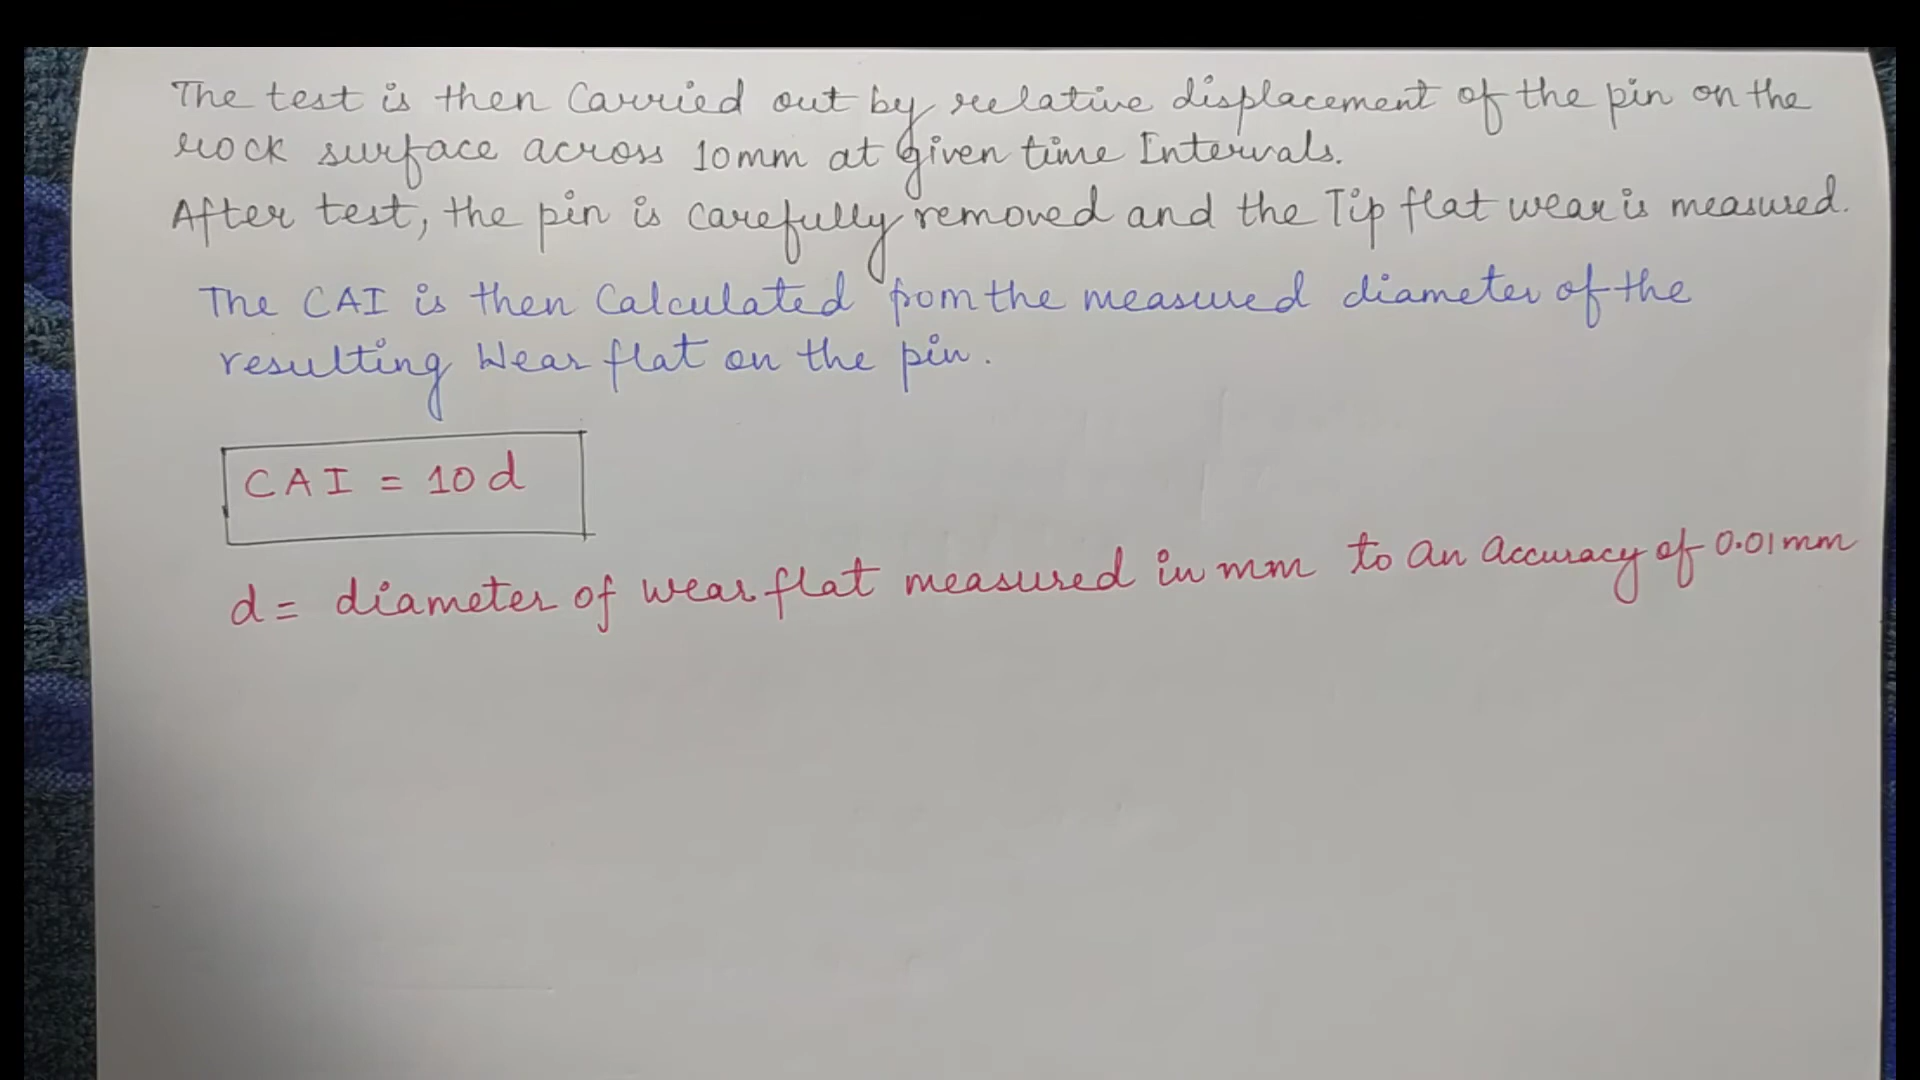 The test is then Carried out by relative displacement of the pin on the
rock surface across 10mm at given time Intervals.
After test, the pin is carefully removed and the Tip flat wear is measured.
The CAI is then Calculated from the measured diameter of the
resulting Wear flat on the pin.
CAI = 10 d
d = diameter of wear flat measured in mm to an accuracy of 0.01mm